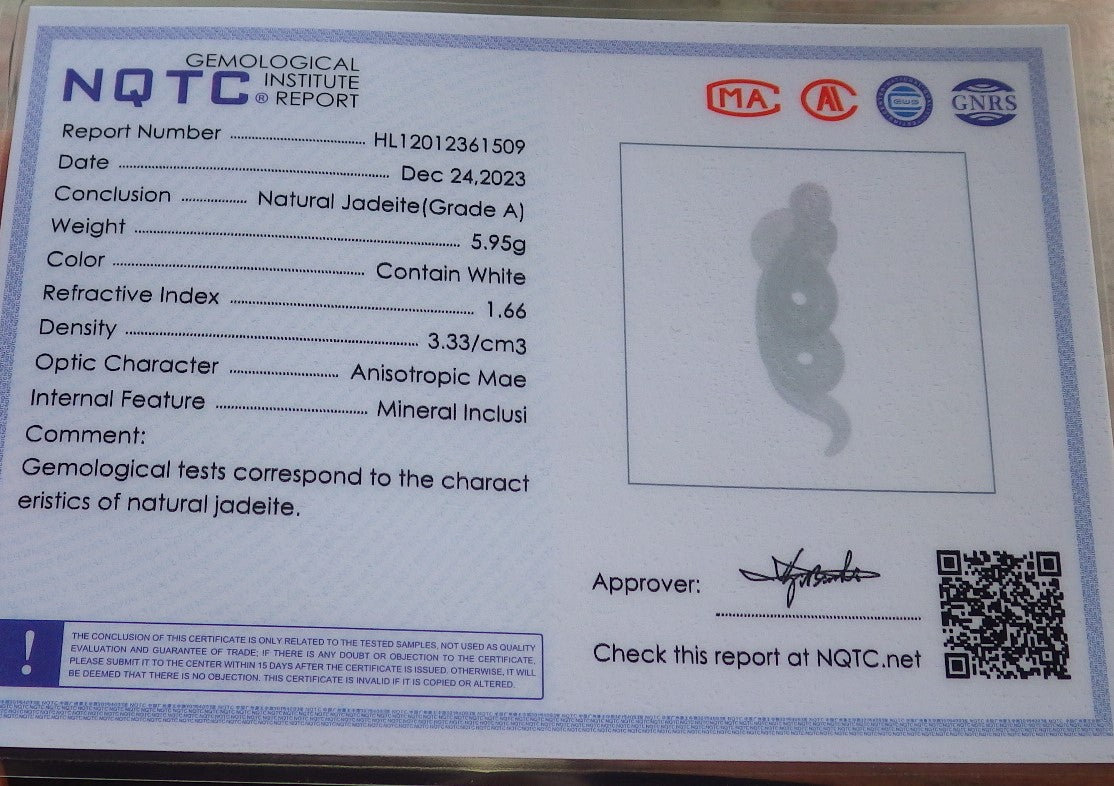 GEMOLOGICAL
NQTC® INSTITUTE
REPORT
Report Number HL12012361509
Date Dec 24,2023
Conclusion Natural Jadeite(Grade A)
Weight 5.95g
Color Contain White
Refractive Index 1.66
Density 3.33/cm3
Optic Character Anisotropic Mae
Internal Feature Mineral Inclusi
Comment:
Gemological tests correspond to the charact
eristics of natural jadeite.
! THE CONCLUSION OF THIS CERTIFICATE IS ONLY RELATED TO THE TESTED SAMPLES, NOT USED AS QUALITY
EVALUATION AND GUARANTEE OF TRADE; IF THERE IS ANY DOUBT OR OBJECTION TO THE CERTIFICATE,
PLEASE SUBMIT IT TO THE CENTER WITHIN 15 DAYS AFTER THE CERTIFICATE IS ISSUED. OTHERWISE, IT WILL
BE DEEMED THAT THERE IS NO OBJECTION. THIS CERTIFICATE IS INVALID IF IT IS COPIED OR ALTERED.
MA AL GNRS
Approver:
Check this report at NQTC.net